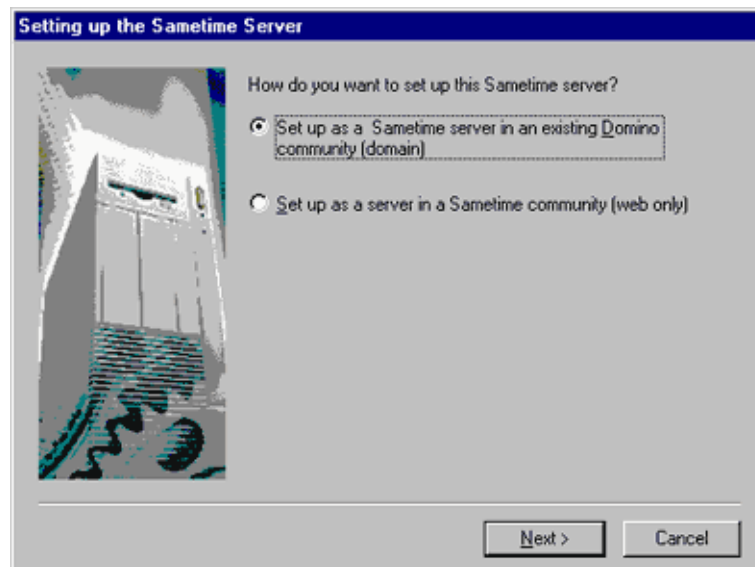 Setting up the Sametime Server
How do you want to set up this Sametime server?
Set up as a Sametime server in an existing Domino
community (domain)
Set up as a server in a Sametime community (web only)
Next >
Cancel